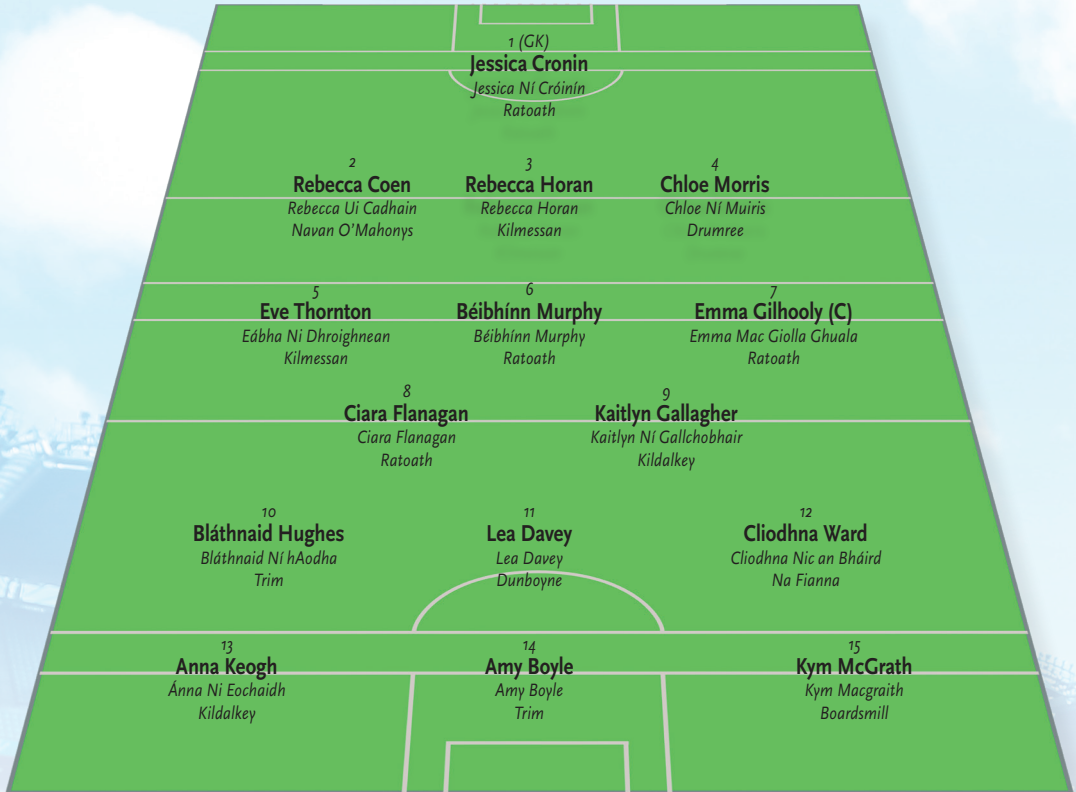 1 (GK)
Jessica Cronin
Jessica Ní Cróinín
Ratoath
2
Rebecca Coen
Rebecca Ui Cadhain
Navan O'Mahonys
3
Rebecca Horan
Rebecca Horan
Kilmessan
4
Chloe Morris
Chloe Ní Muiris
Drumree
5
Eve Thornton
Eábha Ni Dhroighnean
Kilmessan
6
Béibhínn Murphy
Béibhínn Murphy
Ratoath
7
Emma Gilhooly (C)
Emma Mac Giolla Ghuala
Ratoath
8
Ciara Flanagan
Ciara Flanagan
Ratoath
9
Kaitlyn Gallagher
Kaitlyn Ní Gallchobhair
Kildalkey
10
Bláthnaid Hughes
Bláthnaid Ní hAodha
Trim
11
Lea Davey
Lea Davey
Dunboyne
12
Cliodhna Ward
Cliodhna Nic an Bháird
Na Fianna
13
Anna Keogh
Ánna Ni Eochaidh
Kildalkey
14
Amy Boyle
Amy Boyle
Trim
15
Kym McGrath
Kym Macgraith
Boardsmill